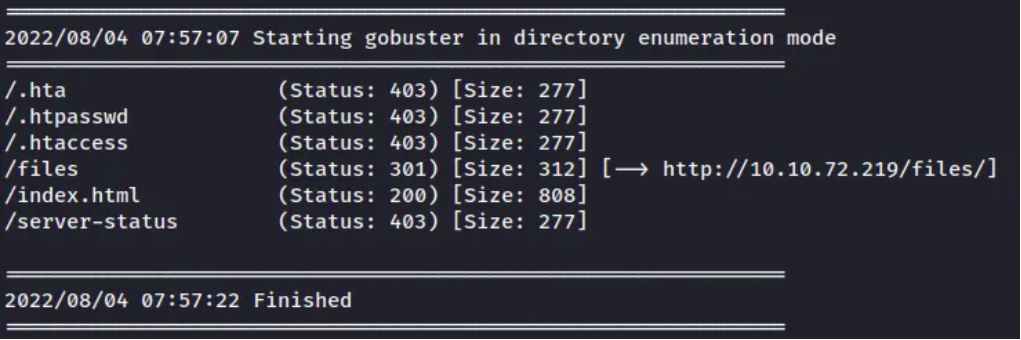 ===============================================================
2022/08/04 07:57:07 Starting gobuster in directory enumeration mode
===============================================================
/.hta                 (Status: 403) [Size: 277]
/.htpasswd            (Status: 403) [Size: 277]
/.htaccess            (Status: 403) [Size: 277]
/files                (Status: 301) [Size: 312] [--> http://10.10.72.219/files/]
/index.html           (Status: 200) [Size: 808]
/server-status        (Status: 403) [Size: 277]
===============================================================
2022/08/04 07:57:22 Finished
===============================================================